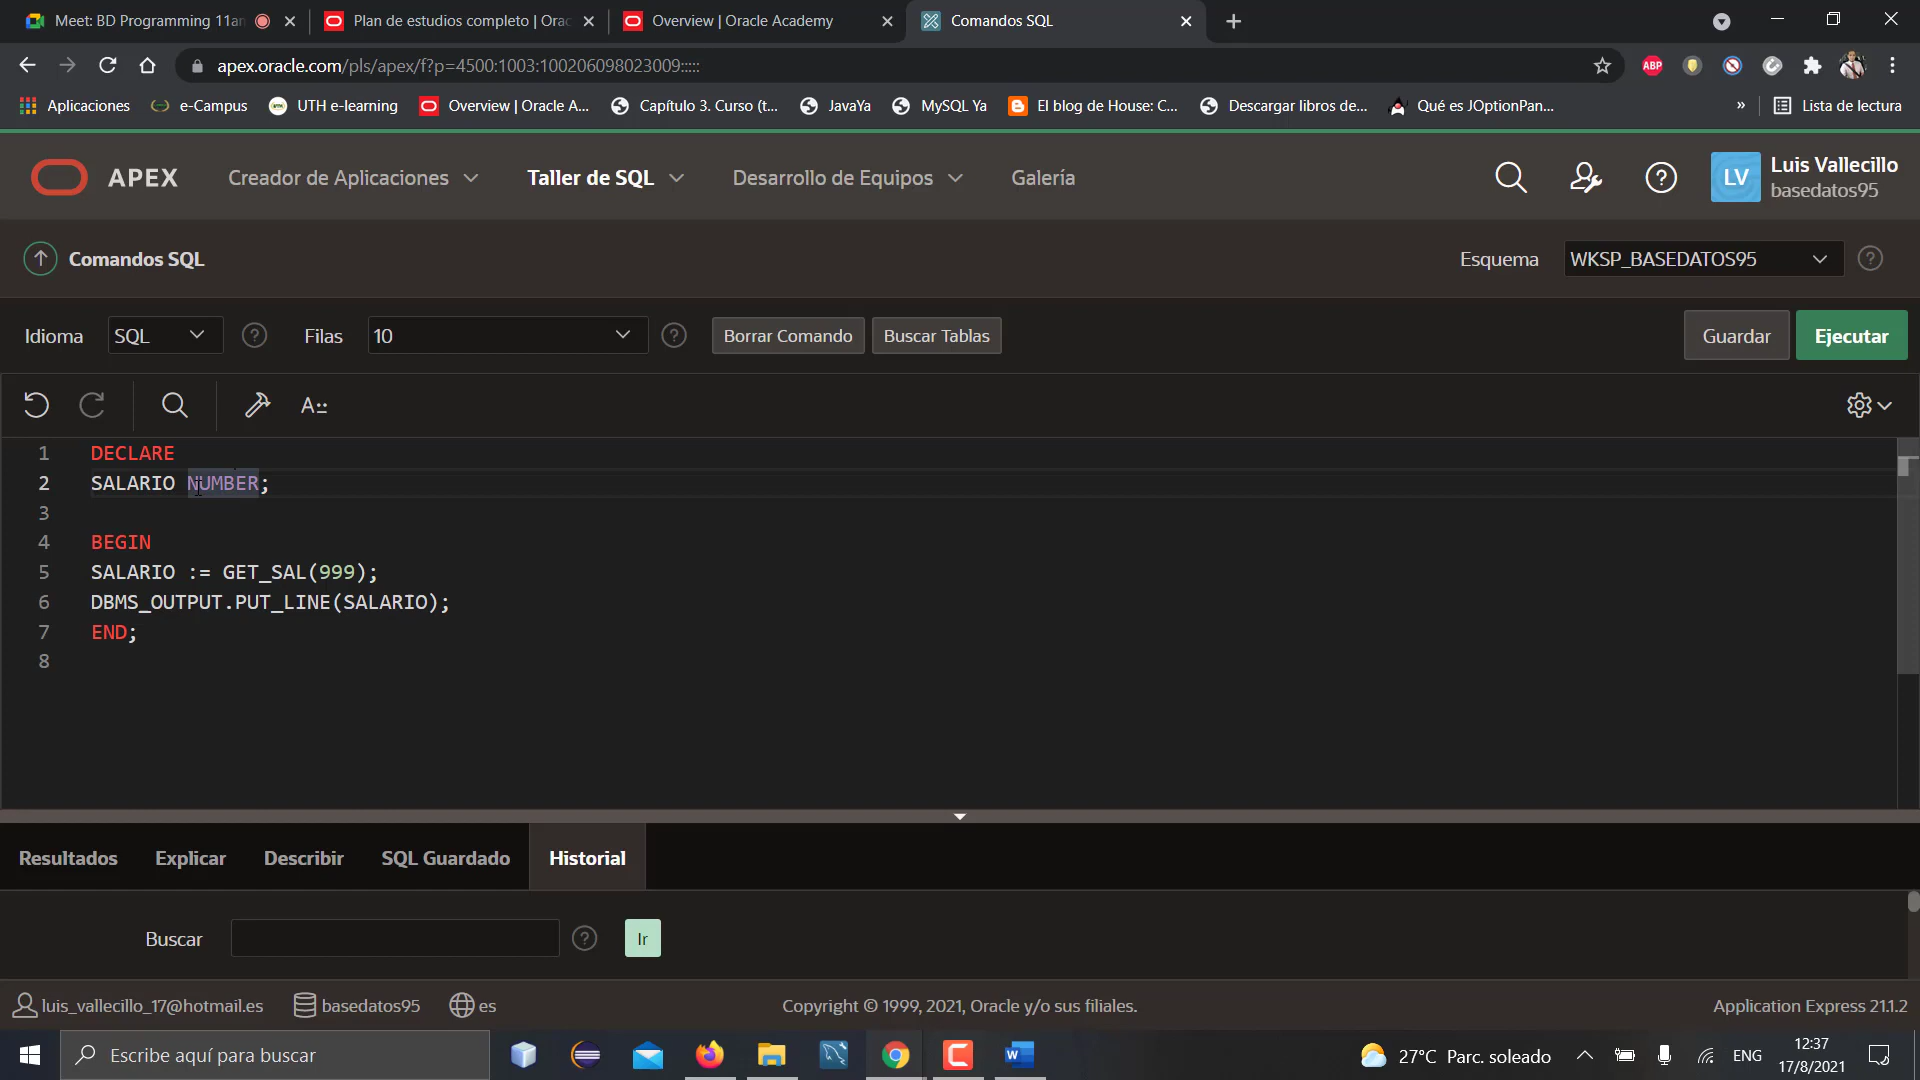 Meet: BD Programming 11am
Plan de estudios completo | Orac
Overview | Oracle Academy
Comandos SQL
apex.oracle.com/pls/apex/f?p=4500:1003:100206098023009:::::
ABP
Aplicaciones
e-Campus
UTH e-learning
Overview | Oracle A...
Capítulo 3. Curso (t...
JavaYa
MySQL Ya
El blog de House: C...
Descargar libros de...
Qué es JOptionPan...
»
Lista de lectura
APEX
Creador de Aplicaciones
Taller de SQL
Desarrollo de Equipos
Galería
LV
Luis Vallecillo
basedatos95
Comandos SQL
Esquema
WKSP_BASEDATOS95
Idioma
SQL
Filas
10
Borrar Comando
Buscar Tablas
Guardar
Ejecutar
1 DECLARE
2 SALARIO NUMBER;
3
4 BEGIN
5 SALARIO := GET_SAL(999);
6 DBMS_OUTPUT.PUT_LINE(SALARIO);
7 END;
8
Resultados
Explicar
Describir
SQL Guardado
Historial
Buscar
Ir
luis_vallecillo_17@hotmail.es
basedatos95
es
Copyright © 1999, 2021, Oracle y/o sus filiales.
Application Express 21.1.2
Escribe aquí para buscar
27°C Parc. soleado
ENG
12:37
17/8/2021